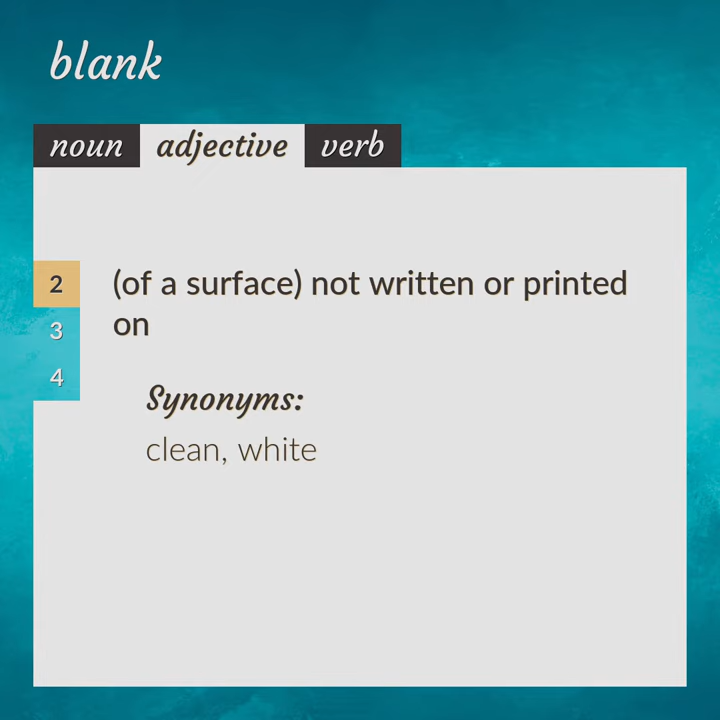 blank
noun adjective verb
2 (of a surface) not written or printed
on
3
4
Synonyms:
clean, white